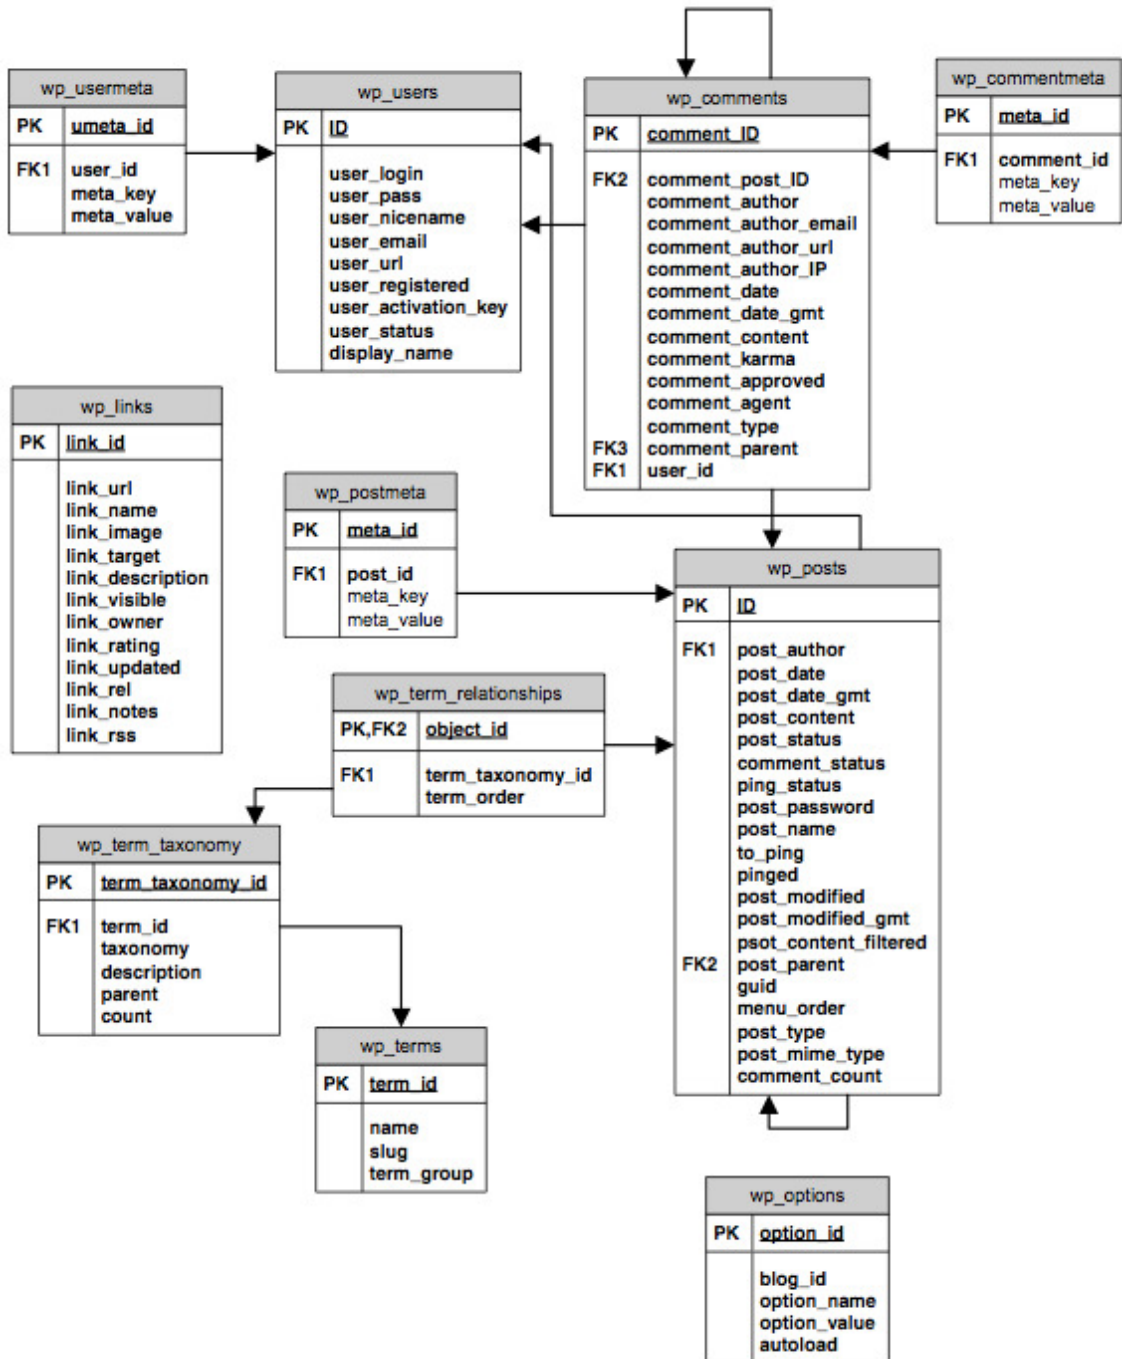 wp_usermeta
PK umeta_id
FK1 user_id
meta_key
meta_value
wp_users
PK ID
user_login
user_pass
user_nicename
user_email
user_url
user_registered
user_activation_key
user_status
display_name
wp_comments
PK comment_ID
FK2 comment_post_ID
comment_author
comment_author_email
comment_author_url
comment_author_IP
comment_date
comment_date_gmt
comment_content
comment_karma
comment_approved
comment_agent
comment_type
FK3 comment_parent
FK1 user_id
wp_commentmeta
PK meta_id
FK1 comment_id
meta_key
meta_value
wp_links
PK link_id
link_url
link_name
link_image
link_target
link_description
link_visible
link_owner
link_rating
link_updated
link_rel
link_notes
link_rss
wp_postmeta
PK meta_id
FK1 post_id
meta_key
meta_value
wp_posts
PK ID
FK1 post_author
post_date
post_date_gmt
post_content
post_status
comment_status
ping_status
post_password
post_name
to_ping
pinged
post_modified
post_modified_gmt
psot_content_filtered
FK2 post_parent
guid
menu_order
post_type
post_mime_type
comment_count
wp_term_relationships
PK,FK2 object_id
FK1 term_taxonomy_id
term_order
wp_term_taxonomy
PK term_taxonomy_id
FK1 term_id
taxonomy
description
parent
count
wp_terms
PK term_id
name
slug
term_group
wp_options
PK option_id
blog_id
option_name
option_value
autoload